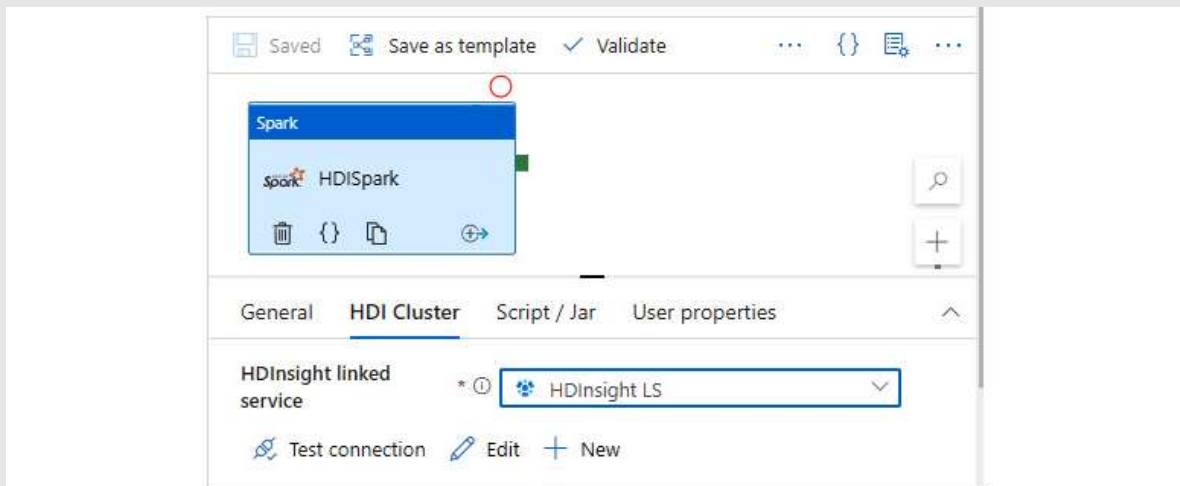 Saved Save as template Validate ... {} ...
Spark
Spark HDISpark
{}
General HDI Cluster Script / Jar User properties
HDInsight linked
service
* HDInsight LS
Test connection Edit New